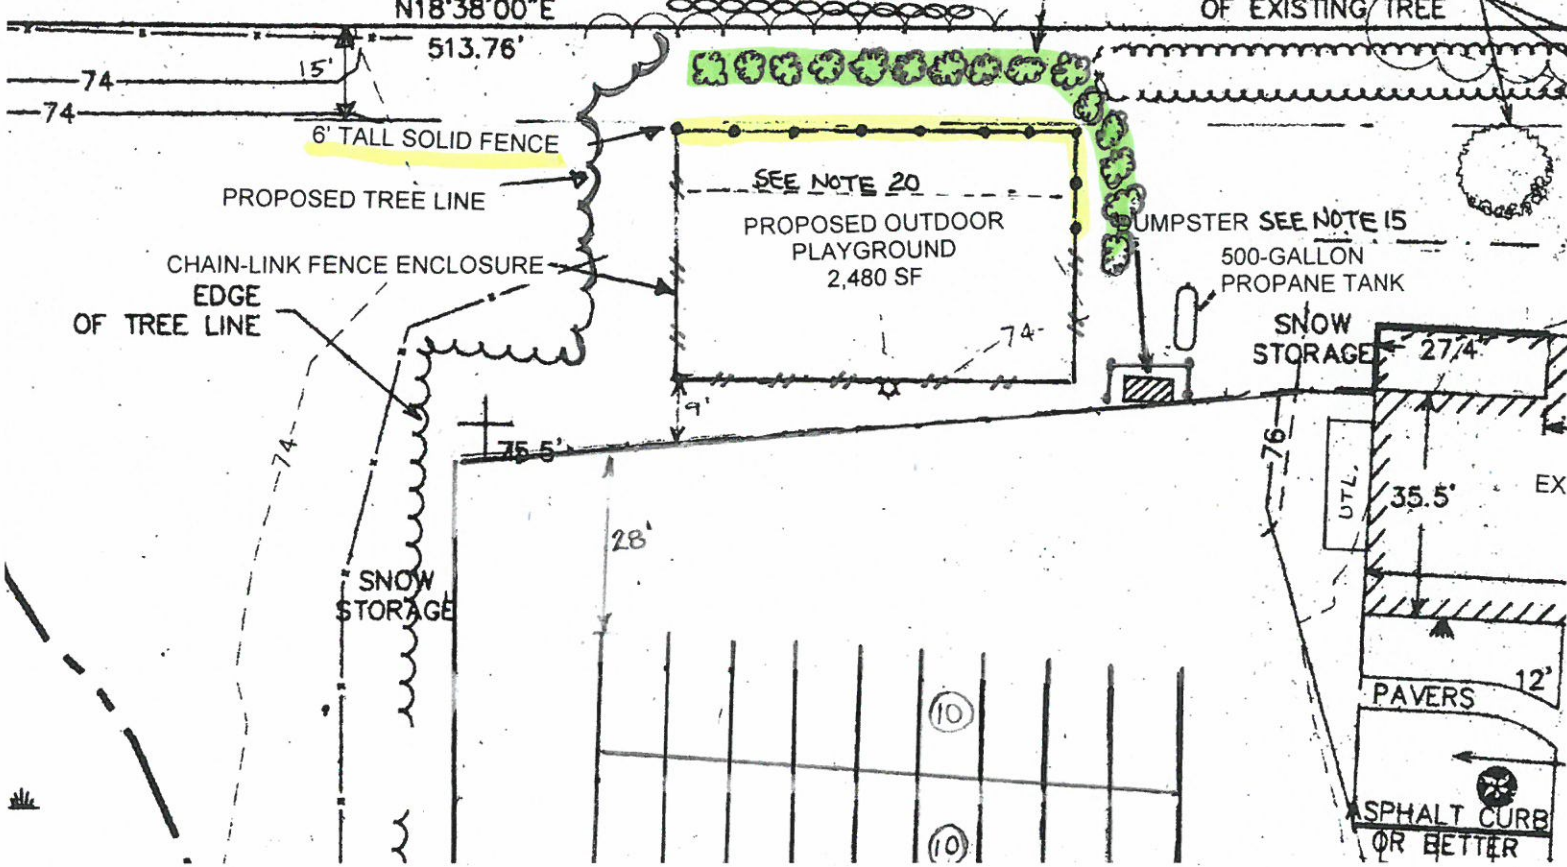 N18°38'00"E
513.76'
OF EXISTING TREE
15'
74
74
6' TALL SOLID FENCE
PROPOSED TREE LINE
SEE NOTE 20
PROPOSED OUTDOOR
PLAYGROUND
2,480 SF
DUMPSTER SEE NOTE 15
500-GALLON
PROPANE TANK
CHAIN-LINK FENCE ENCLOSURE
EDGE
OF TREE LINE
SNOW
STORAGE
27.4'
74
9'
75.5'
74
76
UTL.
35.5'
EX
28'
SNOW
STORAGE
10
PAVERS
12'
10
ASPHALT CURB
OR BETTER